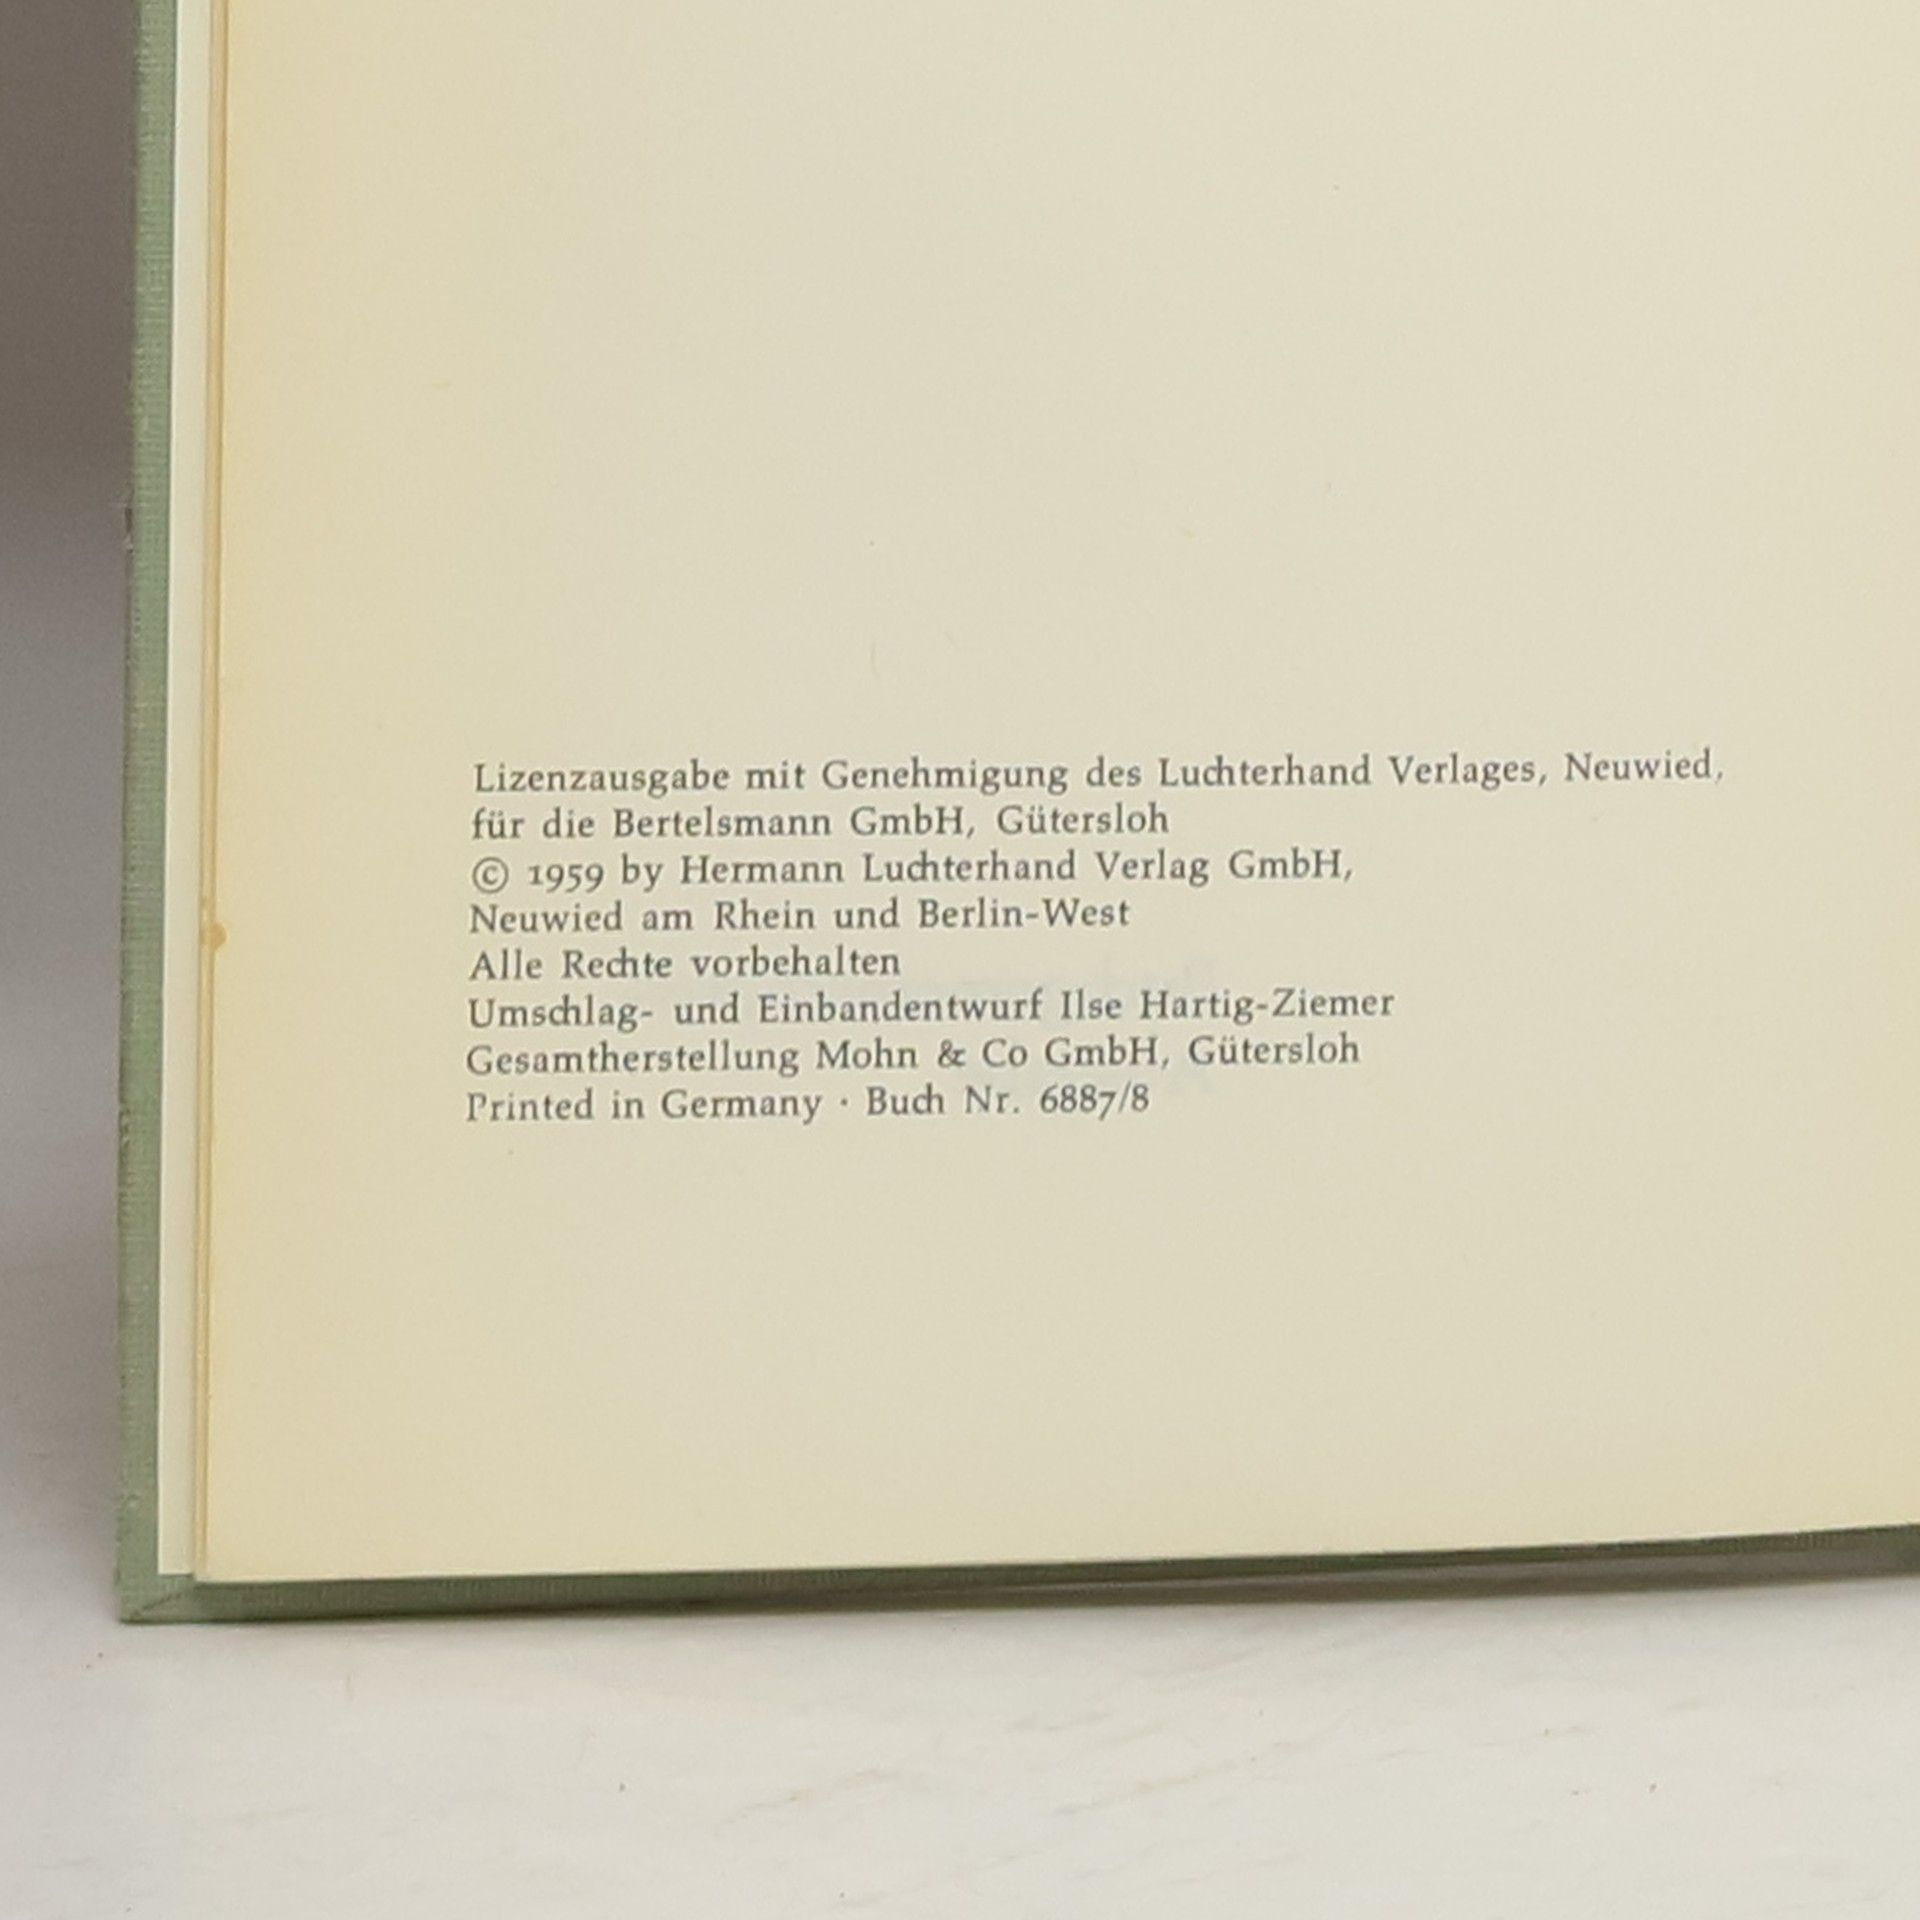 Lizenzausgabe mit Genehmigung des Luchterhand Verlages, Neuwied,
für die Bertelsmann GmbH, Gütersloh
© 1959 by Hermann Luchterhand Verlag GmbH,
Neuwied am Rhein und Berlin-West
Alle Rechte vorbehalten
Umschlag- und Einbandentwurf Ilse Hartig-Ziemer
Gesamtherstellung Mohn & Co GmbH, Gütersloh
Printed in Germany · Buch Nr. 6887/8